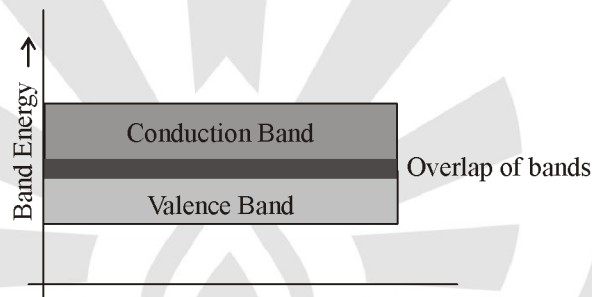 Band Energy
Conduction Band
Overlap of bands
Valence Band